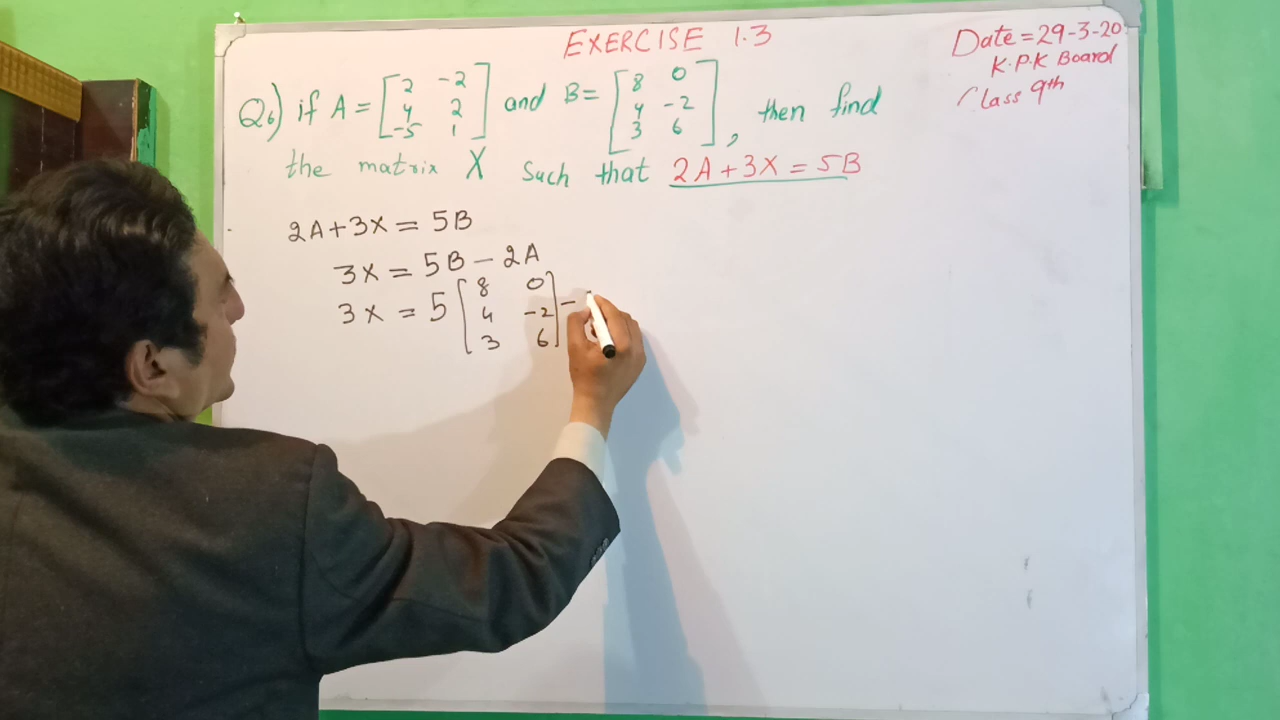 EXERCISE 1.3
Date = 29-3-20
K.P.K Board
Class 9th
Q6) if A = [2 -2
4 2
-5 1] and B = [8 0
4 -2
3 6], then find
the matrix X Such that 2A + 3X = 5B
2A + 3X = 5B
3X = 5B - 2A
3X = 5 [8 0
4 -2
3 6] -